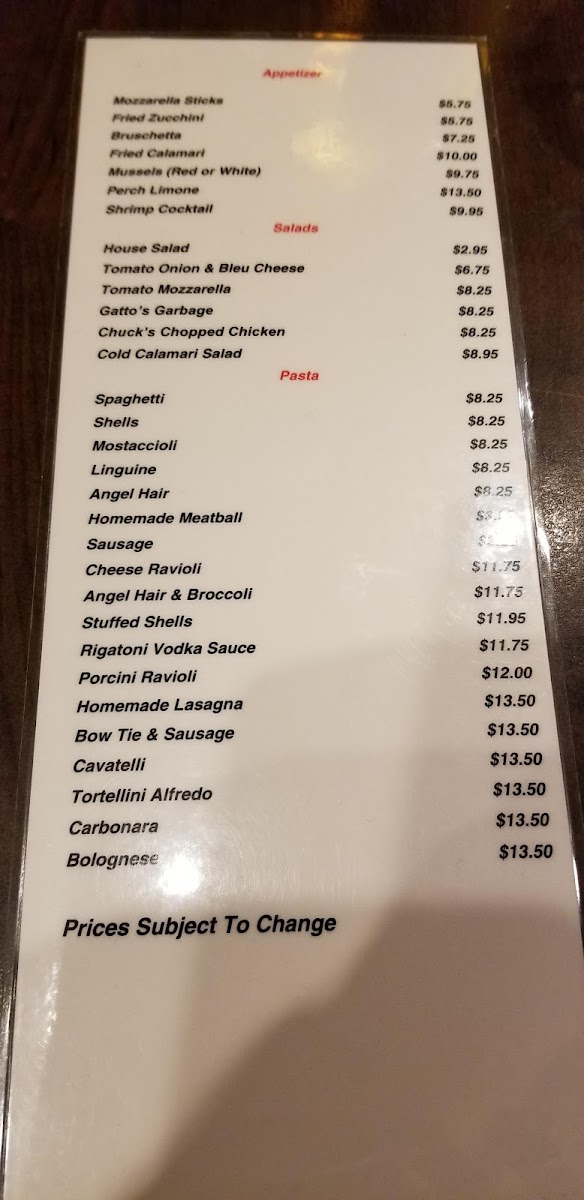 Appetizer
Mozzarella Sticks $5.75
Fried Zucchini $5.75
Bruschetta $7.25
Fried Calamari $10.00
Mussels (Red or White) $9.75
Perch Limone $13.50
Shrimp Cocktail $9.95
Salads
House Salad $2.95
Tomato Onion & Bleu Cheese $6.75
Tomato Mozzarella $8.25
Gatto's Garbage $8.25
Chuck's Chopped Chicken $8.25
Cold Calamari Salad $8.95
Pasta
Spaghetti $8.25
Shells $8.25
Mostaccioli $8.25
Linguine $8.25
Angel Hair $8.25
Homemade Meatball
Sausage
Cheese Ravioli $11.75
Angel Hair & Broccoli $11.75
Stuffed Shells $11.95
Rigatoni Vodka Sauce $11.75
Porcini Ravioli $12.00
Homemade Lasagna $13.50
Bow Tie & Sausage $13.50
Cavatelli $13.50
Tortellini Alfredo $13.50
Carbonara $13.50
Bolognese $13.50
Prices Subject To Change